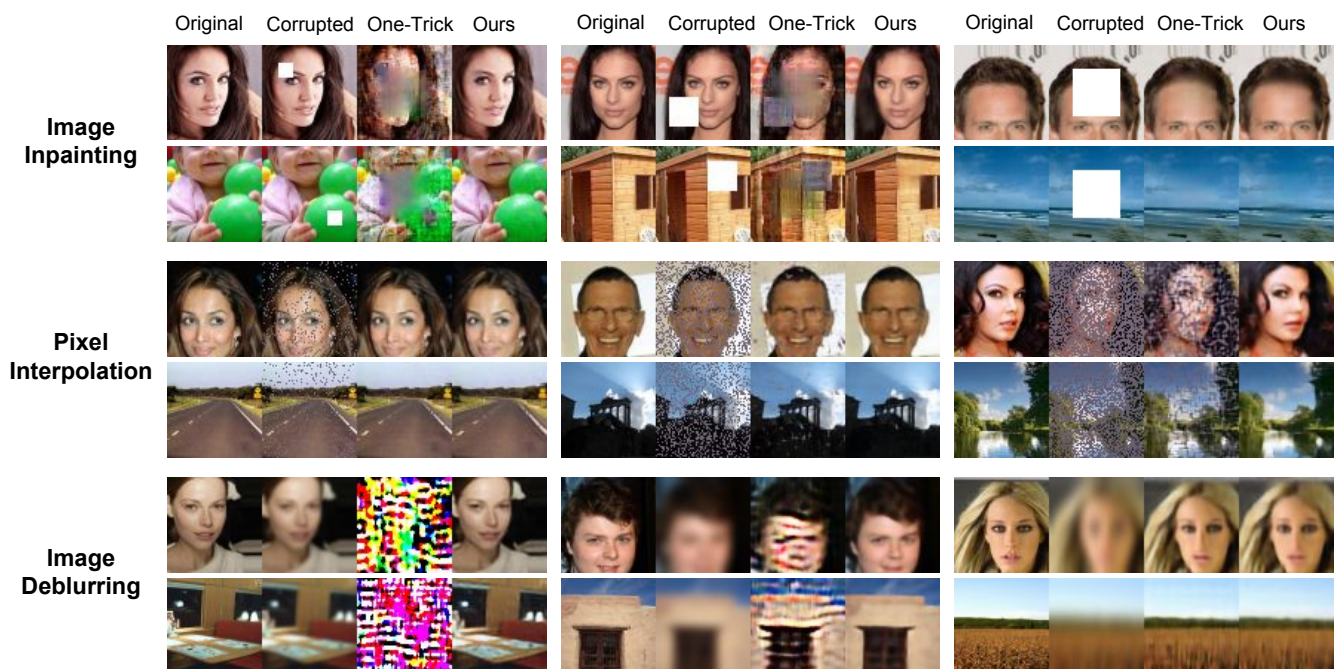 Original Corrupted One-Trick Ours
Original Corrupted One-Trick Ours
Original Corrupted One-Trick Ours
Image
Inpainting
Pixel
Interpolation
Image
Deblurring